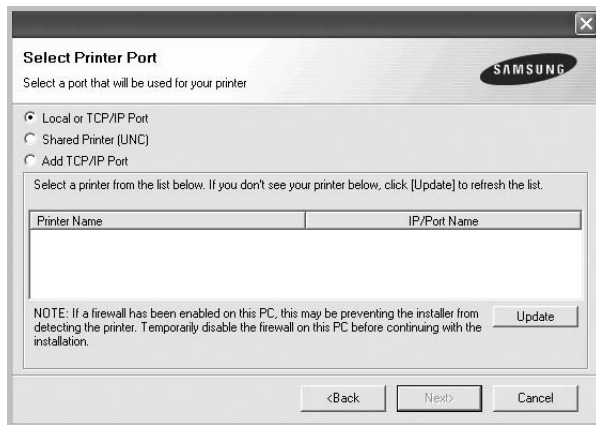 Select Printer Port
Select a port that will be used for your printer
SAMSUNG
Local or TCP/IP Port
Shared Printer (UNC)
Add TCP/IP Port
Select a printer from the list below. If you don't see your printer below, click [Update] to refresh the list.
Printer Name IP/Port Name
NOTE: If a firewall has been enabled on this PC, this may be preventing the installer from
detecting the printer. Temporarily disable the firewall on this PC before continuing with the
installation.
Update
<Back Next> Cancel